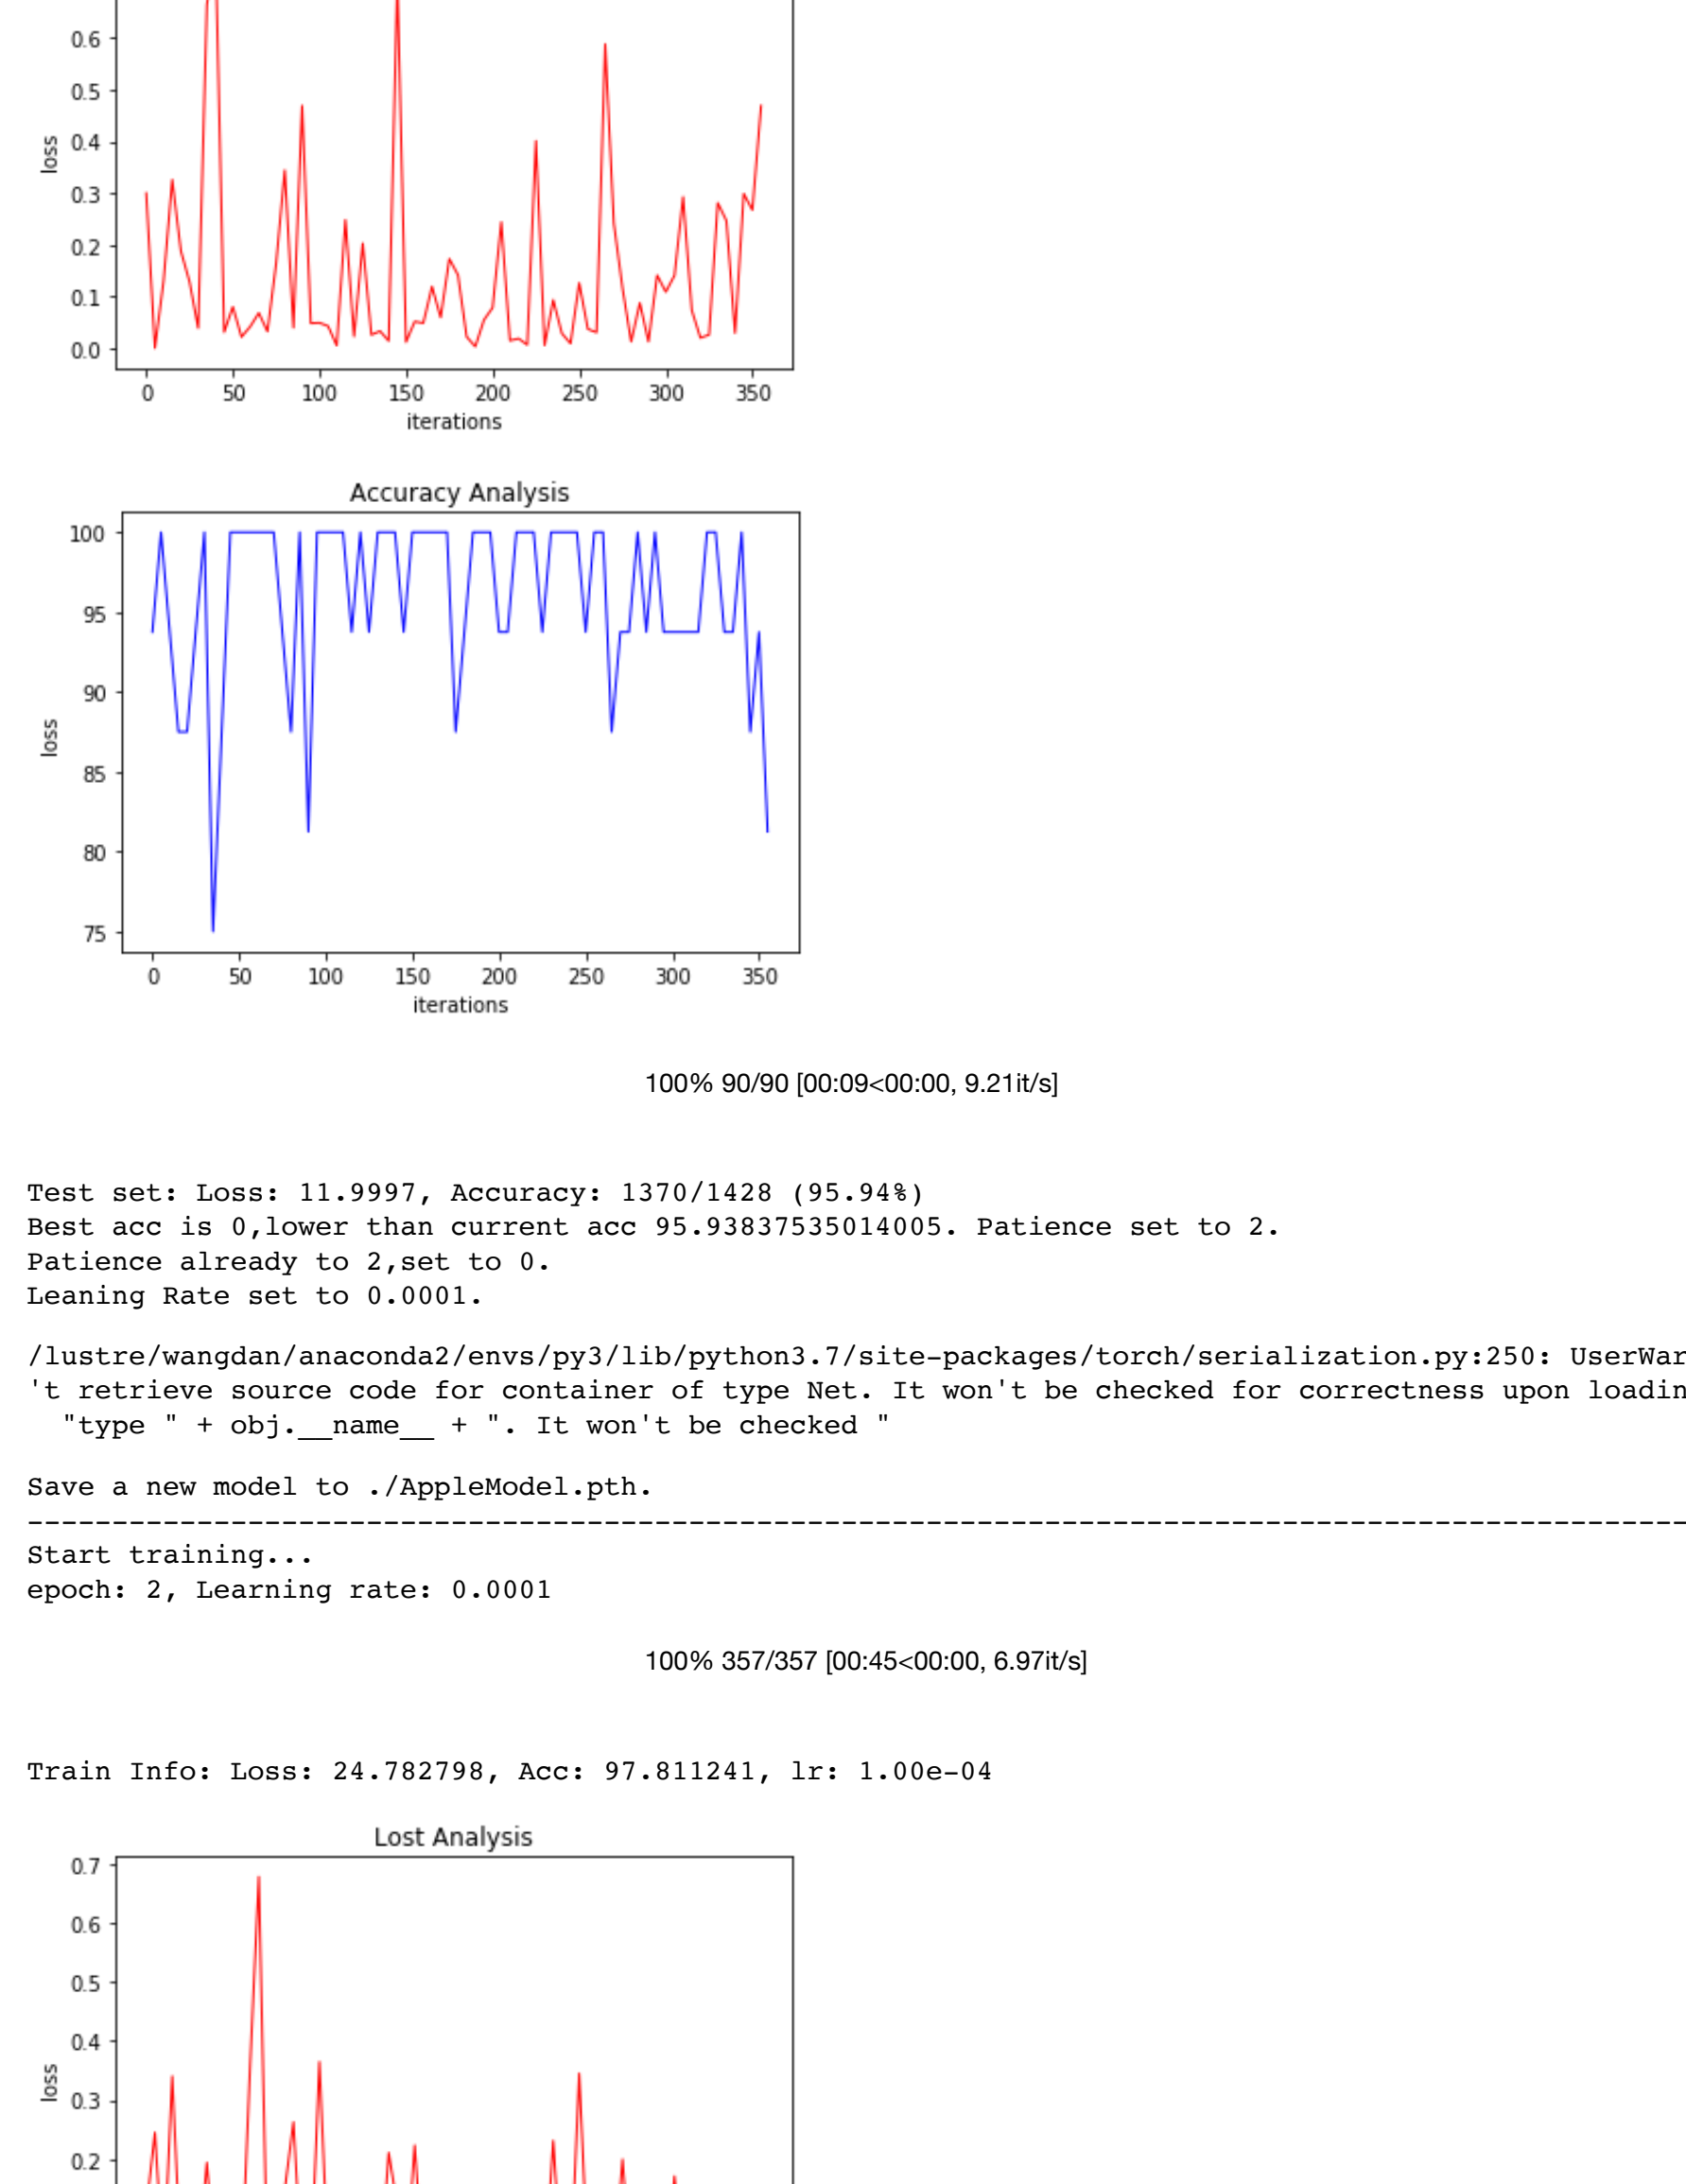 0.6
0.5
0.4
0.3
0.2
0.1
0.0
loss
0 50 100 150 200 250 300 350
iterations
Accuracy Analysis
100
95
90
85
80
75
loss
0 50 100 150 200 250 300 350
iterations
100% 90/90 [00:09<00:00, 9.21it/s]
Test set: Loss: 11.9997, Accuracy: 1370/1428 (95.94%)
Best acc is 0,lower than current acc 95.93837535014005. Patience set to 2.
Patience already to 2,set to 0.
Leaning Rate set to 0.0001.
/lustre/wangdan/anaconda2/envs/py3/lib/python3.7/site-packages/torch/serialization.py:250: UserWar
't retrieve source code for container of type Net. It won't be checked for correctness upon loadin
"type " + obj.__name__ + ". It won't be checked "
Save a new model to ./AppleModel.pth.
--------------------------------------------------------------------------------------------------
Start training...
epoch: 2, Learning rate: 0.0001
100% 357/357 [00:45<00:00, 6.97it/s]
Train Info: Loss: 24.782798, Acc: 97.811241, lr: 1.00e-04
Lost Analysis
0.7
0.6
0.5
0.4
0.3
0.2
loss